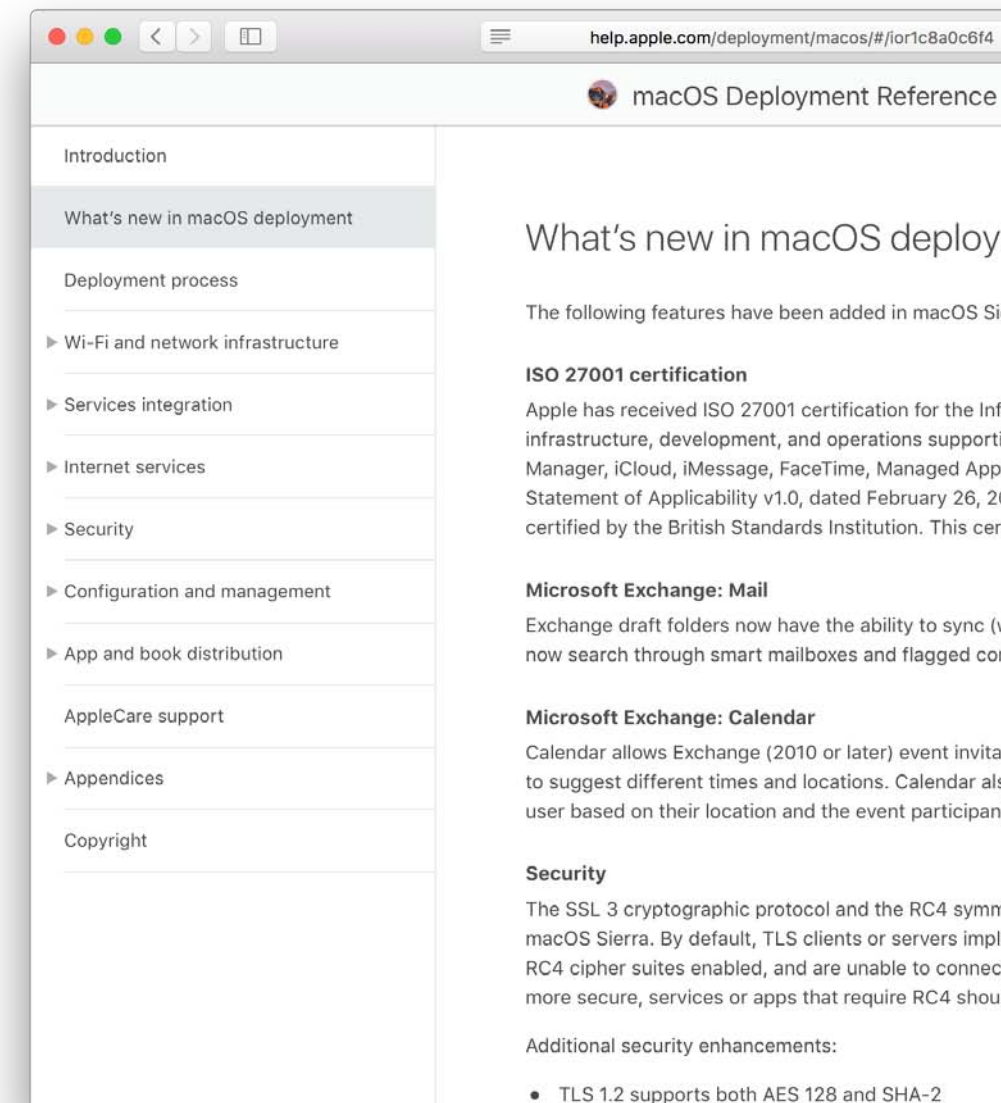 help.apple.com/deployment/macos/#/ior1c8a0c6f4
macOS Deployment Reference
Introduction
What's new in macOS deployment
Deployment process
Wi-Fi and network infrastructure
Services integration
Internet services
Security
Configuration and management
App and book distribution
AppleCare support
Appendices
Copyright
What's new in macOS deploy
The following features have been added in macOS Si
ISO 27001 certification
Apple has received ISO 27001 certification for the Inf
infrastructure, development, and operations supporti
Manager, iCloud, iMessage, FaceTime, Managed App
Statement of Applicability v1.0, dated February 26, 20
certified by the British Standards Institution. This cer
Microsoft Exchange: Mail
Exchange draft folders now have the ability to sync (w
now search through smart mailboxes and flagged con
Microsoft Exchange: Calendar
Calendar allows Exchange (2010 or later) event invita
to suggest different times and locations. Calendar als
user based on their location and the event participan
Security
The SSL 3 cryptographic protocol and the RC4 symm
macOS Sierra. By default, TLS clients or servers impl
RC4 cipher suites enabled, and are unable to connec
more secure, services or apps that require RC4 shou
Additional security enhancements:
• TLS 1.2 supports both AES 128 and SHA-2